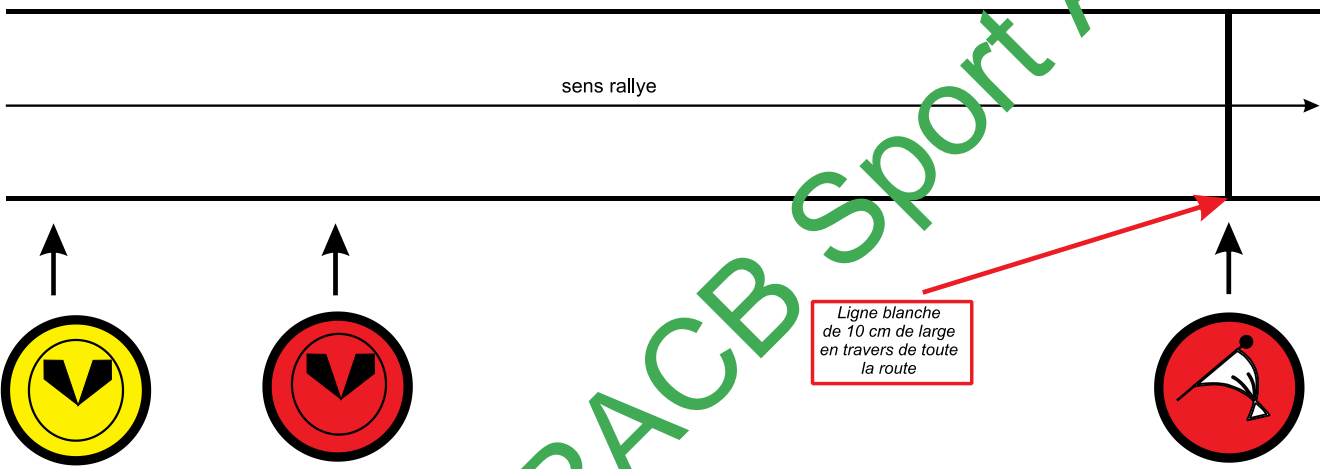 sens rallye
Ligne blanche
de 10 cm de large
en travers de toute
la route
RACB Sport A